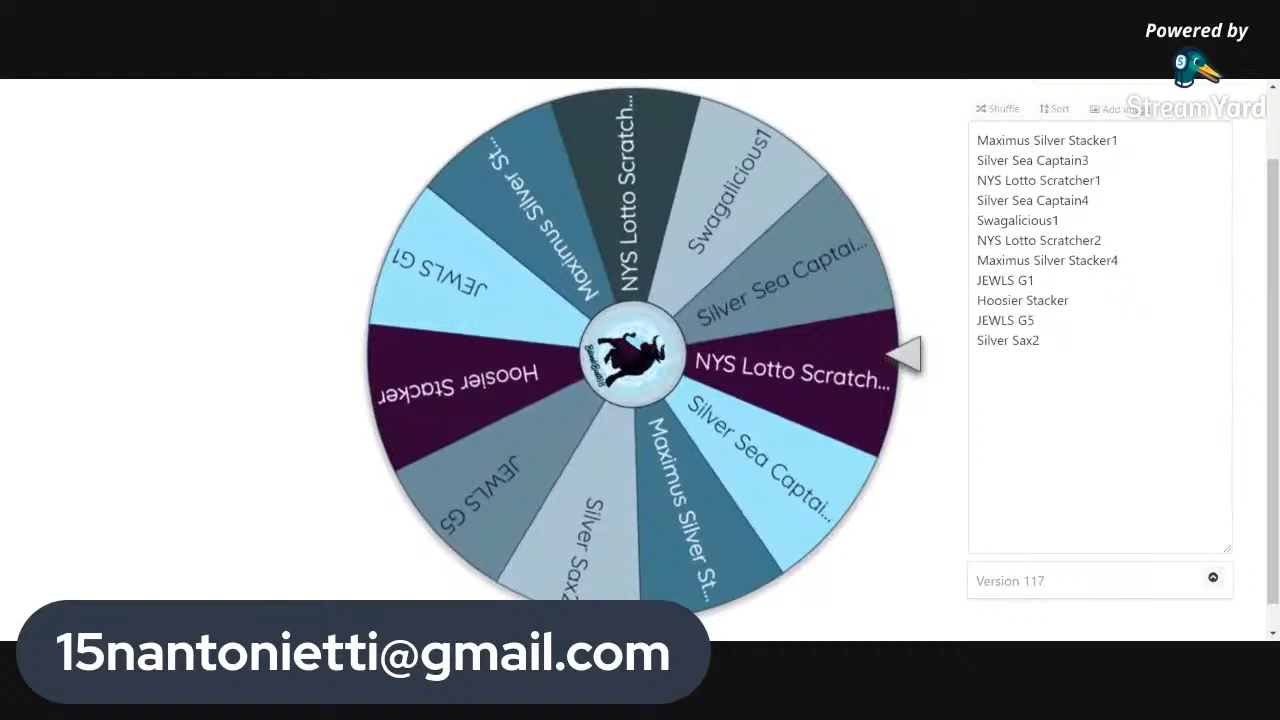 Powered by
StreamYard
Shuffle
Sort
Add image
Maximus Silver Stacker1
Silver Sea Captain3
NYS Lotto Scratcher1
Silver Sea Captain4
Swagalicious1
NYS Lotto Scratcher2
Maximus Silver Stacker4
JEWLS G1
Hoosier Stacker
JEWLS G5
Silver Sax2
Version 117
NYS Lotto Scratch...
Swagalicious1
Silver Sea Captai...
NYS Lotto Scratch...
Silver Sea Captai...
Maximus Silver St...
Silver Sax2
JEWLS G5
Hoosier Stacker
JEWLS G1
Maximus Silver St...
15nantonietti@gmail.com